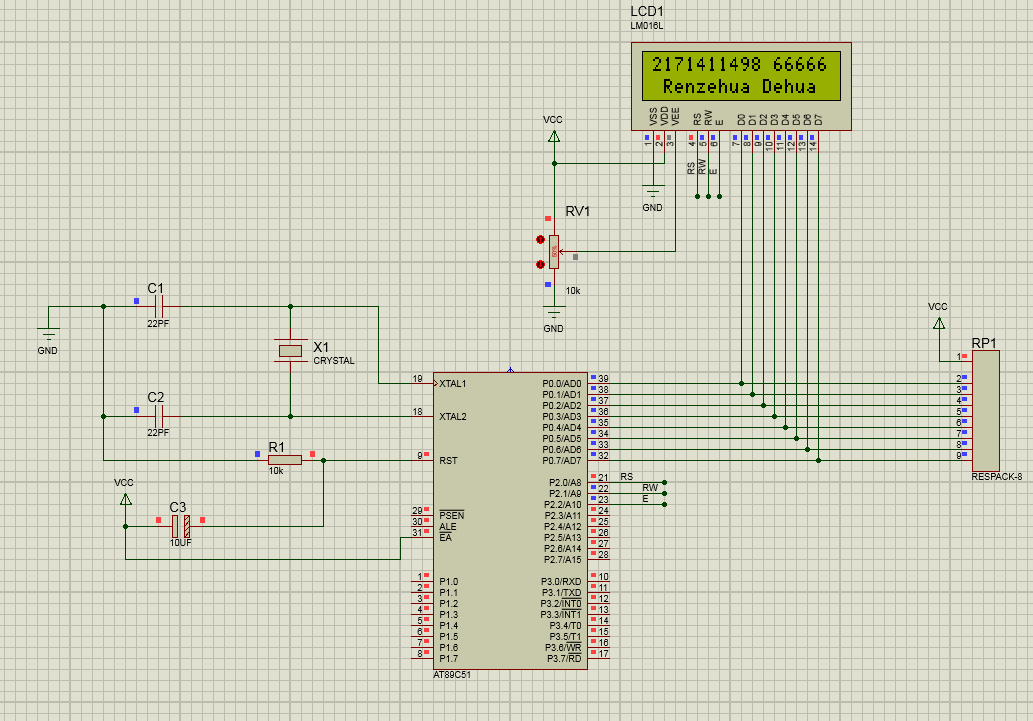 LCD1
LM016L
2171411498 66666
Renzehua Dehua
VSS VDD VEE RS RW E D0 D1 D2 D3 D4 D5 D6 D7
1 2 3 4 5 6 7 8 9 10 11 12 13 14
RS RW E
VCC
GND
RV1
50%
10k
GND
C1
22PF
GND
X1
CRYSTAL
C2
22PF
R1
10k
VCC
C3
10UF
VCC
RP1
1
2
3
4
5
6
7
8
9
RESPACK-8
19 XTAL1
18 XTAL2
9 RST
29 PSEN
30 ALE
31 EA
1 P1.0
2 P1.1
3 P1.2
4 P1.3
5 P1.4
6 P1.5
7 P1.6
8 P1.7
P0.0/AD0 39
P0.1/AD1 38
P0.2/AD2 37
P0.3/AD3 36
P0.4/AD4 35
P0.5/AD5 34
P0.6/AD6 33
P0.7/AD7 32
P2.0/A8 21 RS
P2.1/A9 22 RW
P2.2/A10 23 E
P2.3/A11 24
P2.4/A12 25
P2.5/A13 26
P2.6/A14 27
P2.7/A15 28
P3.0/RXD 10
P3.1/TXD 11
P3.2/INT0 12
P3.3/INT1 13
P3.4/T0 14
P3.5/T1 15
P3.6/WR 16
P3.7/RD 17
AT89C51